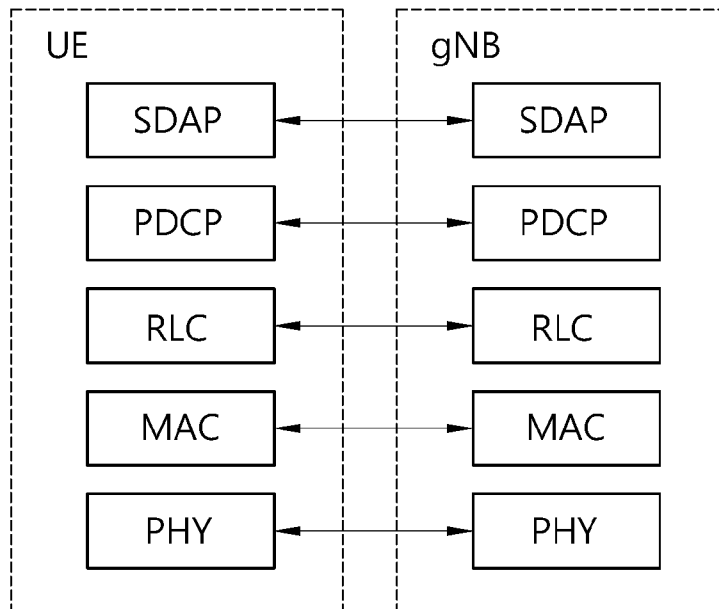 UE gNB
SDAP SDAP
PDCP PDCP
RLC RLC
MAC MAC
PHY PHY